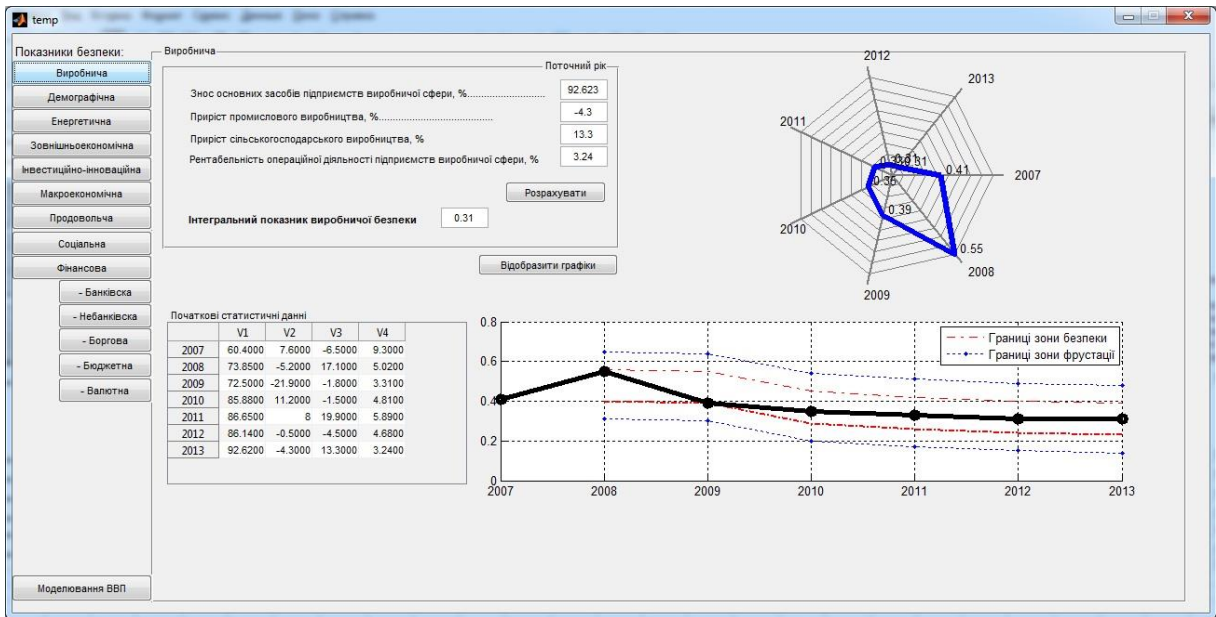 temp
Показники безпеки:
Виробнича
Демографічна
Енергетична
Зовнішньоекономічна
Інвестиційно-інноваційна
Макроекономічна
Продовольча
Соціальна
Фінансова
- Банківска
- Небанківска
- Боргова
- Бюджетна
- Валютна
Моделювання ВВП
Виробнича
Поточний рік
Знос основних засобів підприємств виробничої сфери, %............................ 92.623
Приріст промислового виробництва, %......................................... -4.3
Приріст сільськогосподарського виробництва, % 13.3
Рентабельність операційної діяльності підприємств виробничої сфери, % 3.24
Розрахувати
Інтегральний показник виробничої безпеки 0.31
Відобразити графіки
2012
2013
2011
0.31
0.31
0.41
2007
0.35
2010
0.39
0.55
2008
2009
Початкові статистичні данні
V1 V2 V3 V4
2007 60.4000 7.6000 -6.5000 9.3000
2008 73.8500 -5.2000 17.1000 5.0200
2009 72.5000 -21.9000 -1.8000 3.3100
2010 85.8800 11.2000 -1.5000 4.8100
2011 86.6500 8 19.9000 5.8900
2012 86.1400 -0.5000 -4.5000 4.6800
2013 92.6200 -4.3000 13.3000 3.2400
0.8
0.6
0.4
0.2
0
Границі зони безпеки
Границі зони фрустації
2007 2008 2009 2010 2011 2012 2013